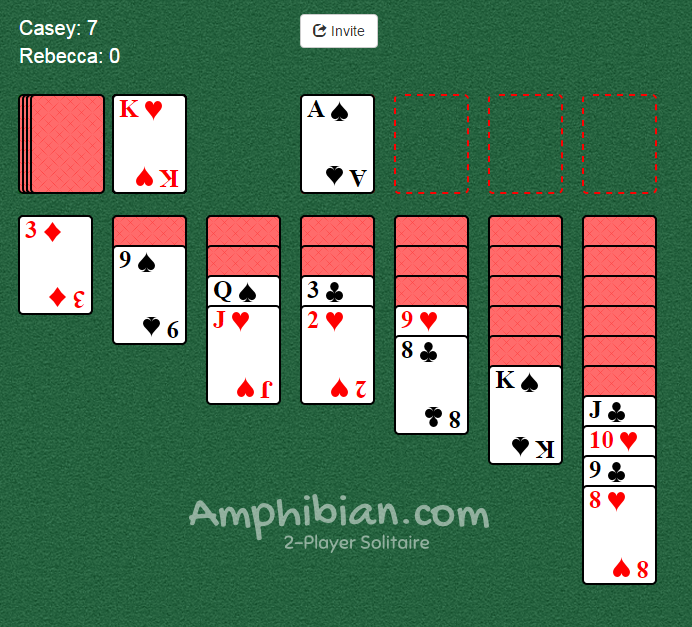 Casey: 7
Invite
Rebecca: 0
K
K
A
A
3
3
9
9
Q
J
J
3
2
2
9
8
8
K
K
J
10
9
8
8
Amphibian.com
2-Player Solitaire